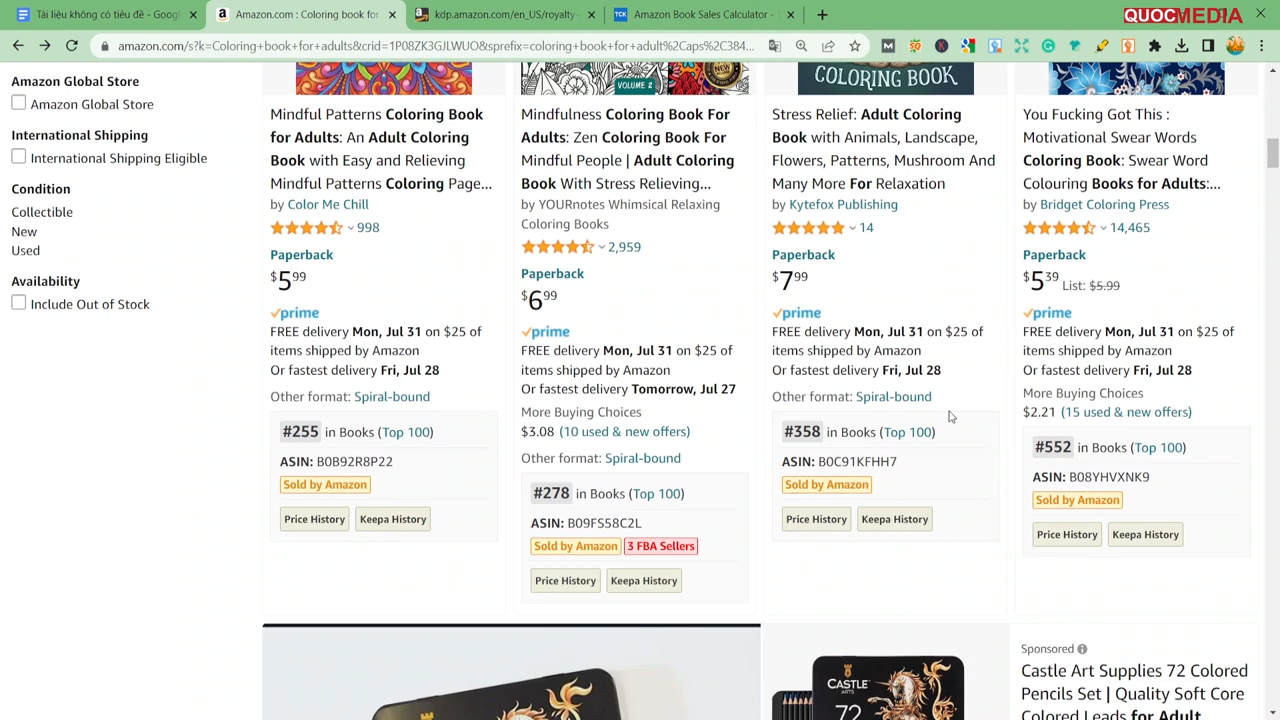 Tài liệu không có tiêu đề - Googl
Amazon.com : Coloring book for
kdp.amazon.com/en_US/royalty-
TCK Amazon Book Sales Calculator -
QUOCMEDIA
amazon.com/s?k=Coloring+book+for+adults&crid=1P08ZK3GJLWUO&sprefix=coloring+book+for+adult%2Caps%2C384...
Amazon Global Store
Amazon Global Store
International Shipping
International Shipping Eligible
Condition
Collectible
New
Used
Availability
Include Out of Stock
Mindful Patterns Coloring Book
for Adults: An Adult Coloring
Book with Easy and Relieving
Mindful Patterns Coloring Page...
by Color Me Chill
998
Paperback
$5 99
prime
FREE delivery Mon, Jul 31 on $25 of
items shipped by Amazon
Or fastest delivery Fri, Jul 28
Other format: Spiral-bound
#255 in Books (Top 100)
ASIN: B0B92R8P22
Sold by Amazon
Price History Keepa History
VOLUME 2
NEW
Mindfulness Coloring Book For
Adults: Zen Coloring Book For
Mindful People | Adult Coloring
Book With Stress Relieving...
by YOURnotes Whimsical Relaxing
Coloring Books
2,959
Paperback
$6 99
prime
FREE delivery Mon, Jul 31 on $25 of
items shipped by Amazon
Or fastest delivery Tomorrow, Jul 27
More Buying Choices
$3.08 (10 used & new offers)
Other format: Spiral-bound
#278 in Books (Top 100)
ASIN: B09FS58C2L
Sold by Amazon 3 FBA Sellers
Price History Keepa History
COLORING BOOK
Stress Relief: Adult Coloring
Book with Animals, Landscape,
Flowers, Patterns, Mushroom And
Many More For Relaxation
by Kytefox Publishing
14
Paperback
$7 99
prime
FREE delivery Mon, Jul 31 on $25 of
items shipped by Amazon
Or fastest delivery Fri, Jul 28
Other format: Spiral-bound
#358 in Books (Top 100)
ASIN: B0C91KFHH7
Sold by Amazon
Price History Keepa History
You Fucking Got This :
Motivational Swear Words
Coloring Book: Swear Word
Colouring Books for Adults:...
by Bridget Coloring Press
14,465
Paperback
$5 39 List: $5.99
prime
FREE delivery Mon, Jul 31 on $25 of
items shipped by Amazon
Or fastest delivery Fri, Jul 28
More Buying Choices
$2.21 (15 used & new offers)
#552 in Books (Top 100)
ASIN: B08YHVXNK9
Sold by Amazon
Price History Keepa History
CASTLE
ARTS
72
Sponsored
Castle Art Supplies 72 Colored
Pencils Set | Quality Soft Core
Colored Leads for Adult